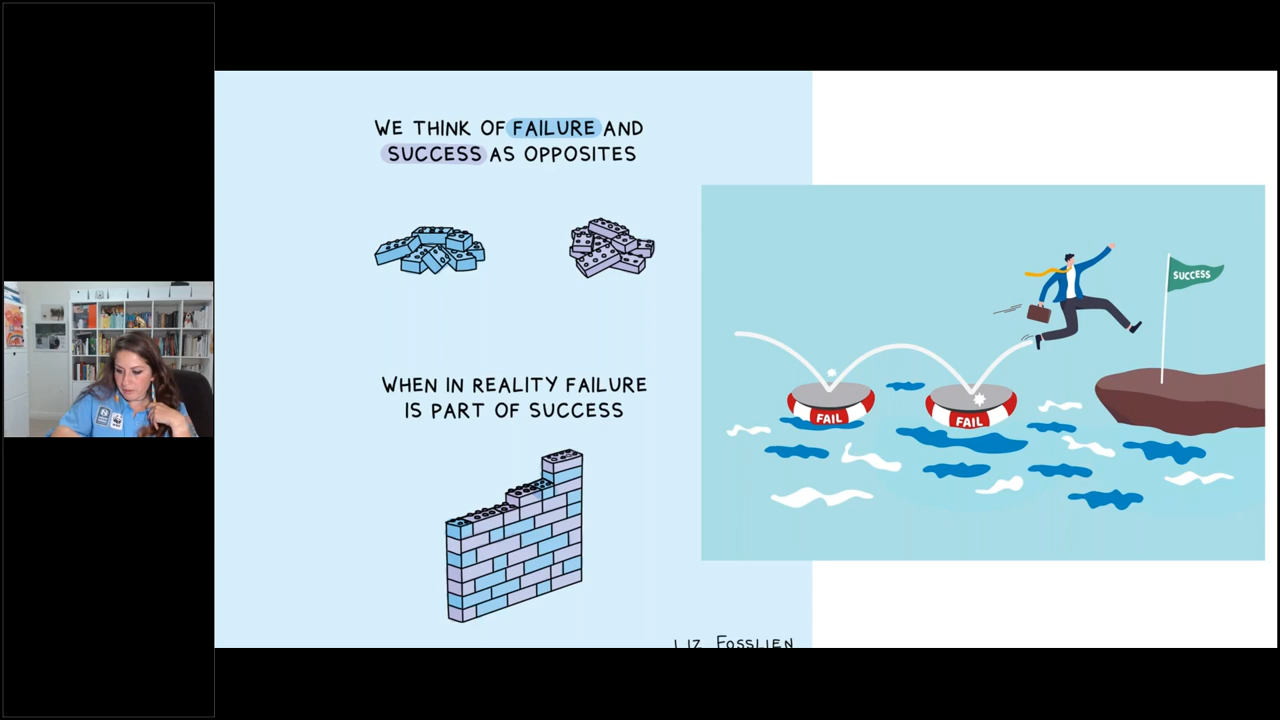 WE THINK OF FAILURE AND
SUCCESS AS OPPOSITES
WHEN IN REALITY FAILURE
IS PART OF SUCCESS
LIZ FOSSLIEN
SUCCESS
FAIL
FAIL